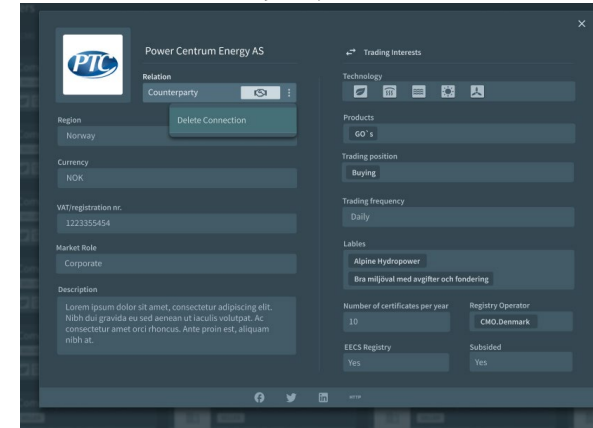 PTC
Power Centrum Energy AS
Relation
Counterparty
Delete Connection
Region
Norway
Currency
NOK
VAT/registration nr.
1223355454
Market Role
Corporate
Description
Lorem ipsum dolor sit amet, consectetur adipiscing elit.
Nibh dui gravida eu sed aenean ut iaculis volutpat. Ac
consectetur amet orci rhoncus. Ante proin est, aliquam
nibh at.
Trading Interests
Technology
Products
GO`s
Trading position
Buying
Trading frequency
Daily
Lables
Alpine Hydropower
Bra miljöval med avgifter och fondering
Number of certificates per year
10
Registry Operator
CMO.Denmark
EECS Registry
Yes
Subsided
Yes
HTTP